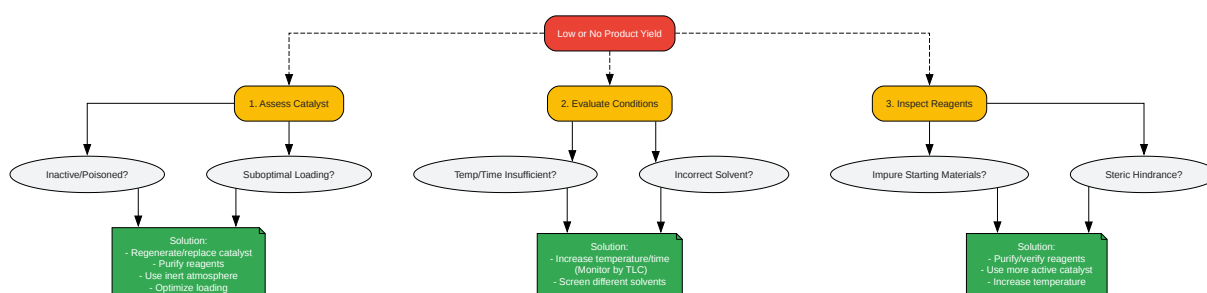 Low or No Product Yield
1. Assess Catalyst
2. Evaluate Conditions
3. Inspect Reagents
Inactive/Poisoned?
Suboptimal Loading?
Temp/Time Insufficient?
Incorrect Solvent?
Impure Starting Materials?
Steric Hindrance?
Solution:
- Regenerate/replace catalyst
- Purify reagents
- Use inert atmosphere
- Optimize loading
Solution:
- Increase temperature/time
(Monitor by TLC)
- Screen different solvents
Solution:
- Purify/verify reagents
- Use more active catalyst
- Increase temperature